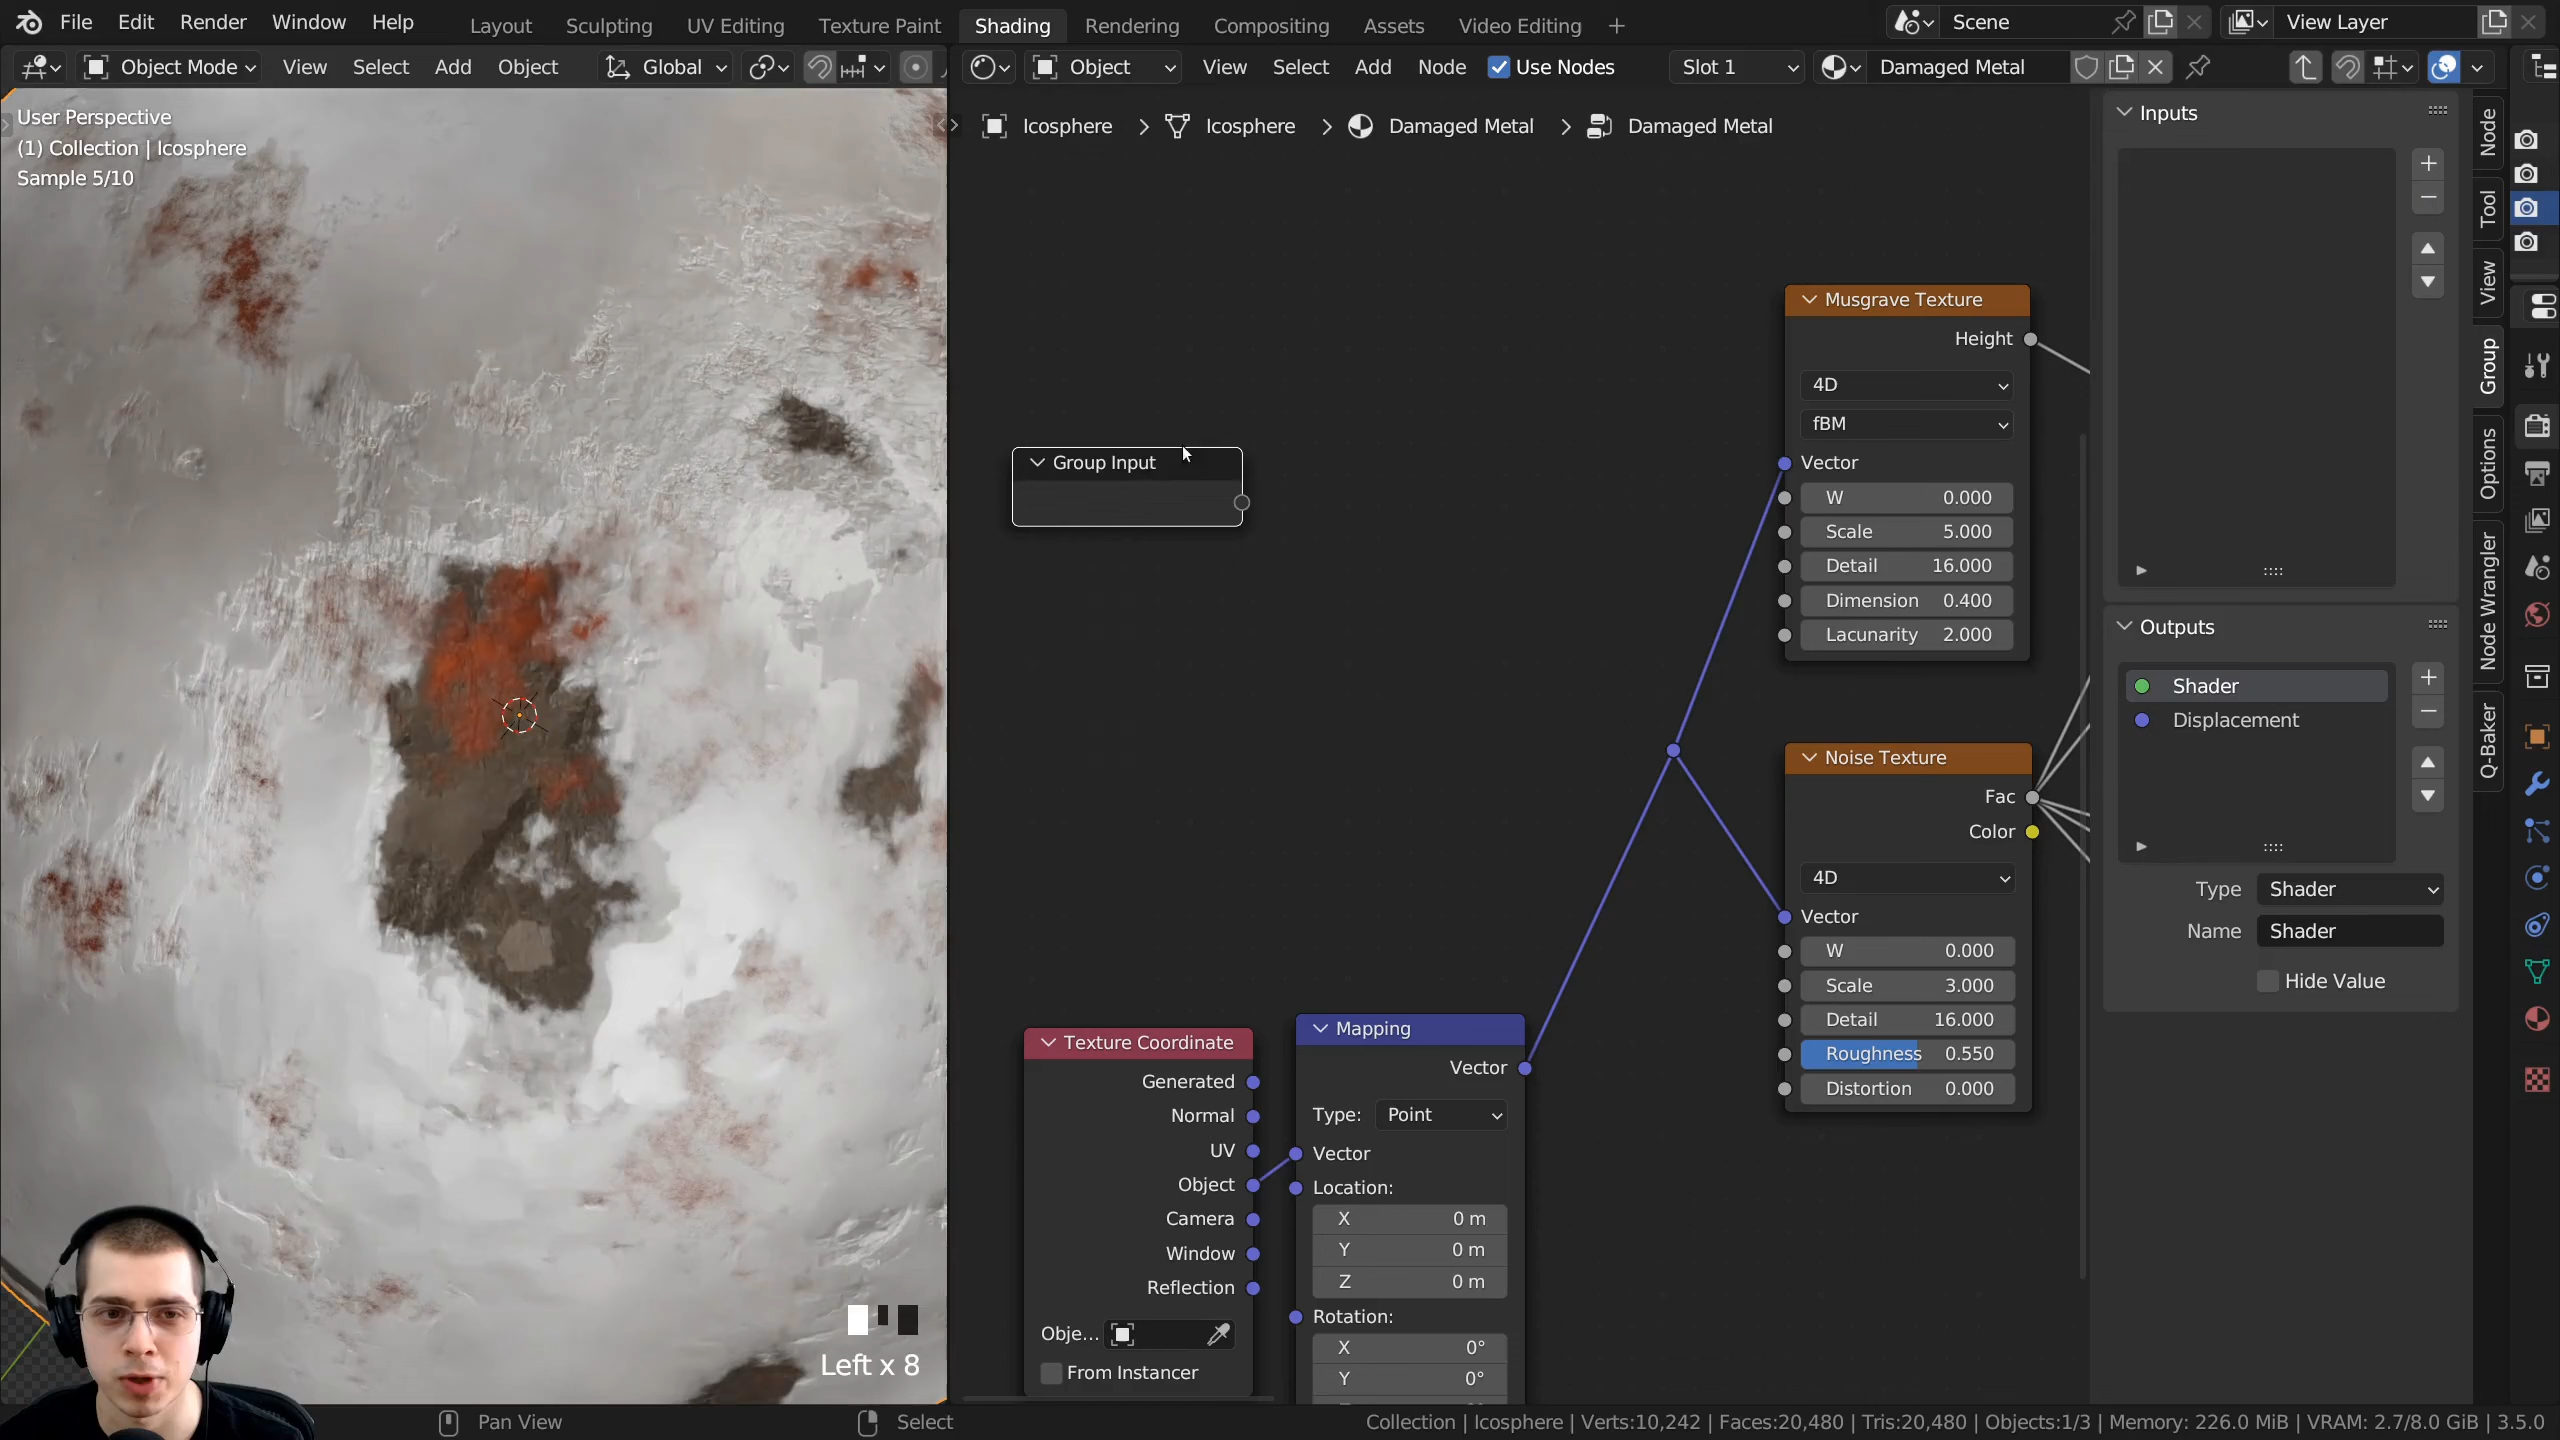 File Edit Render Window Help Layout Sculpting UV Editing Texture Paint Shading Rendering Compositing Assets Video Editing + Scene View Layer
Object Mode View Select Add Object Global Object View Select Add Node Use Nodes Slot 1 Damaged Metal
User Perspective
(1) Collection | Icosphere
Sample 5/10
Icosphere Icosphere Damaged Metal Damaged Metal
Group Input
Musgrave Texture
Height
4D
fBM
Vector
W 0.000
Scale 5.000
Detail 16.000
Dimension 0.400
Lacunarity 2.000
Noise Texture
Fac
Color
4D
Vector
W 0.000
Scale 3.000
Detail 16.000
Roughness 0.550
Distortion 0.000
Texture Coordinate
Generated
Normal
UV
Object
Camera
Window
Reflection
Obje...
From Instancer
Mapping
Vector
Type: Point
Vector
Location:
X 0 m
Y 0 m
Z 0 m
Rotation:
X 0°
Y 0°
Inputs
Outputs
Shader
Displacement
Type Shader
Name Shader
Hide Value
Node
Tool
View
Group
Options
Node Wrangler
Q-Baker
Left x 8
Pan View Select Collection | Icosphere | Verts:10,242 | Faces:20,480 | Tris:20,480 | Objects:1/3 | Memory: 226.0 MiB | VRAM: 2.7/8.0 GiB | 3.5.0